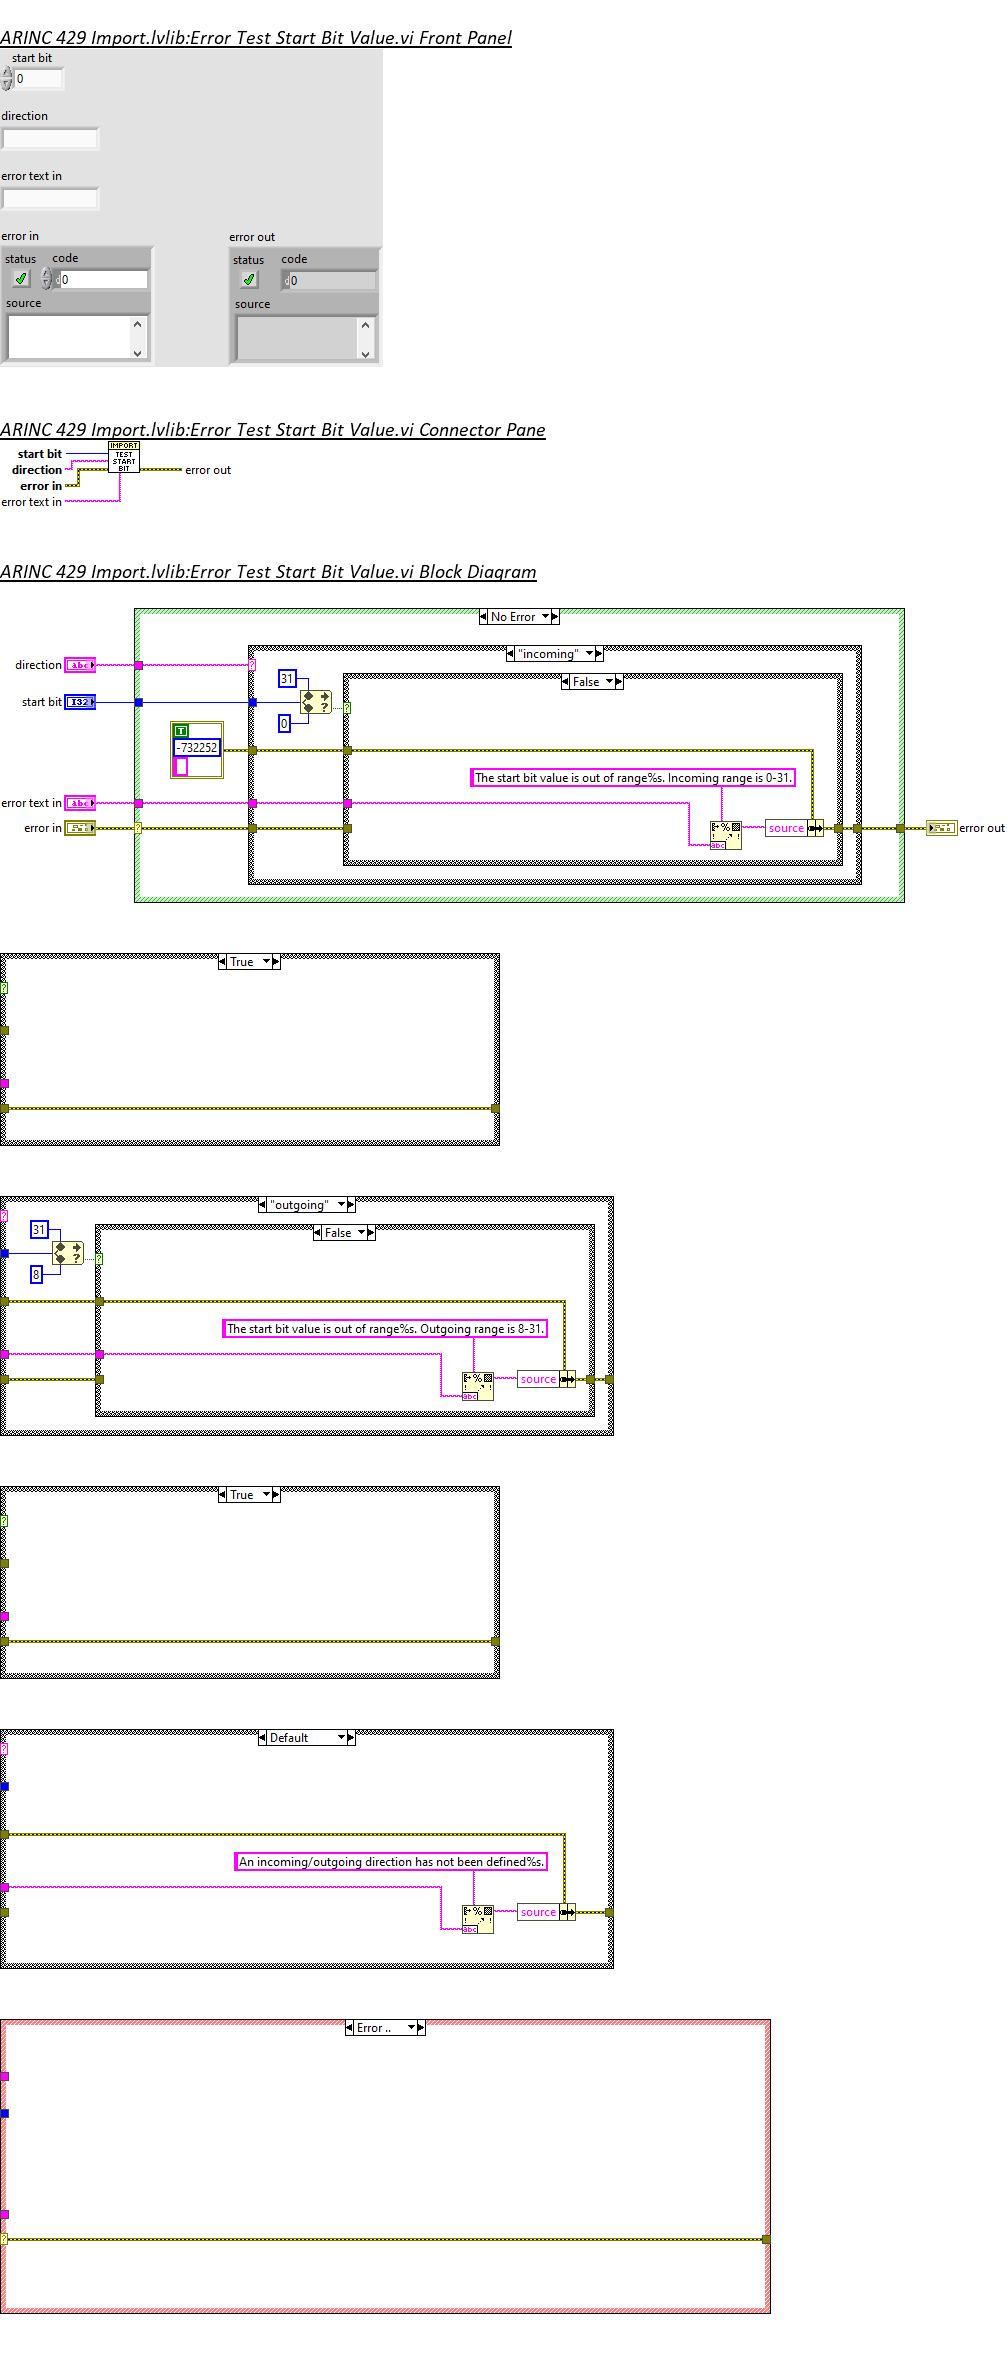 ARINC 429 Import.lvlib:Error Test Start Bit Value.vi Front Panel
start bit
0
direction
error text in
error in
error out
status code
status code
0
0
source
source
ARINC 429 Import.lvlib:Error Test Start Bit Value.vi Connector Pane
start bit
direction
error in
error text in
IMPORT
TEST
START
BIT
error out
ARINC 429 Import.lvlib:Error Test Start Bit Value.vi Block Diagram
No Error
"incoming"
False
direction
abc
31
start bit
I32
0
?
T
-732252
The start bit value is out of range%s. Incoming range is 0-31.
error text in
abc
error in
?
%
abc
source
error out
True
?
"outgoing"
?
False
31
?
8
The start bit value is out of range%s. Outgoing range is 8-31.
%
abc
source
True
?
Default
?
An incoming/outgoing direction has not been defined%s.
%
abc
source
Error ..
?